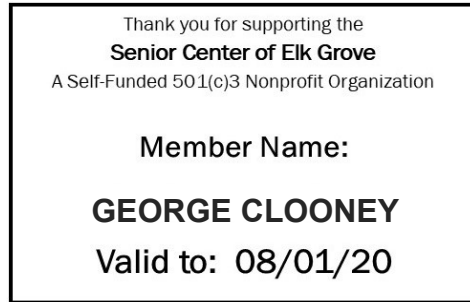 Thank you for supporting the
Senior Center of Elk Grove
A Self-Funded 501(c)3 Nonprofit Organization
Member Name:
GEORGE CLOONEY
Valid to: 08/01/20